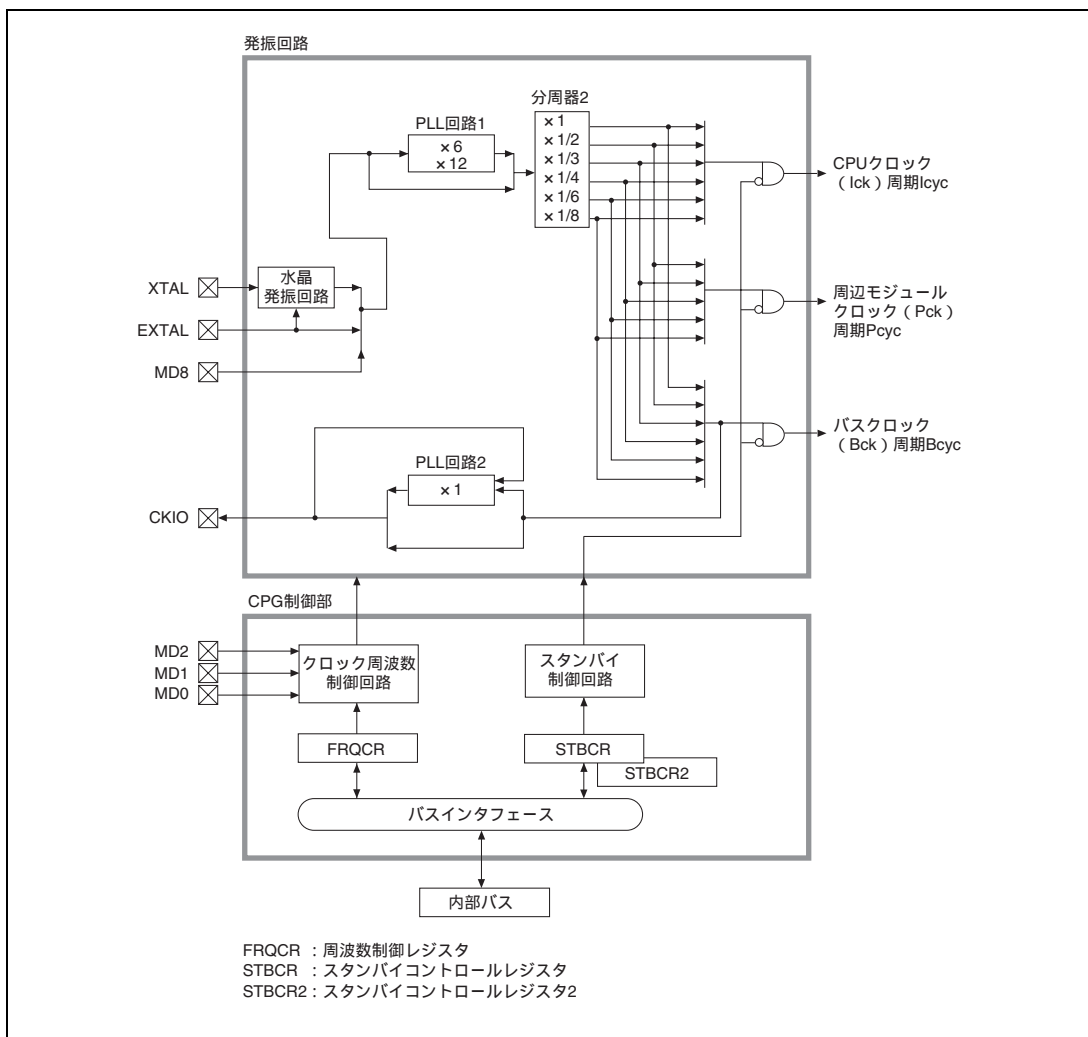 発振回路
分周器2
PLL回路1
×6
×12
×1
×1/2
×1/3
×1/4
×1/6
×1/8
CPUクロック
（Ick）周期Icyc
XTAL
水晶
発振回路
EXTAL
MD8
周辺モジュール
クロック（Pck）
周期Pcyc
バスクロック
（Bck）周期Bcyc
PLL回路2
×1
CKIO
CPG制御部
MD2
MD1
MD0
クロック周波数
制御回路
スタンバイ
制御回路
FRQCR
STBCR
STBCR2
バスインタフェース
内部バス
FRQCR ：周波数制御レジスタ
STBCR ：スタンバイコントロールレジスタ
STBCR2：スタンバイコントロールレジスタ2